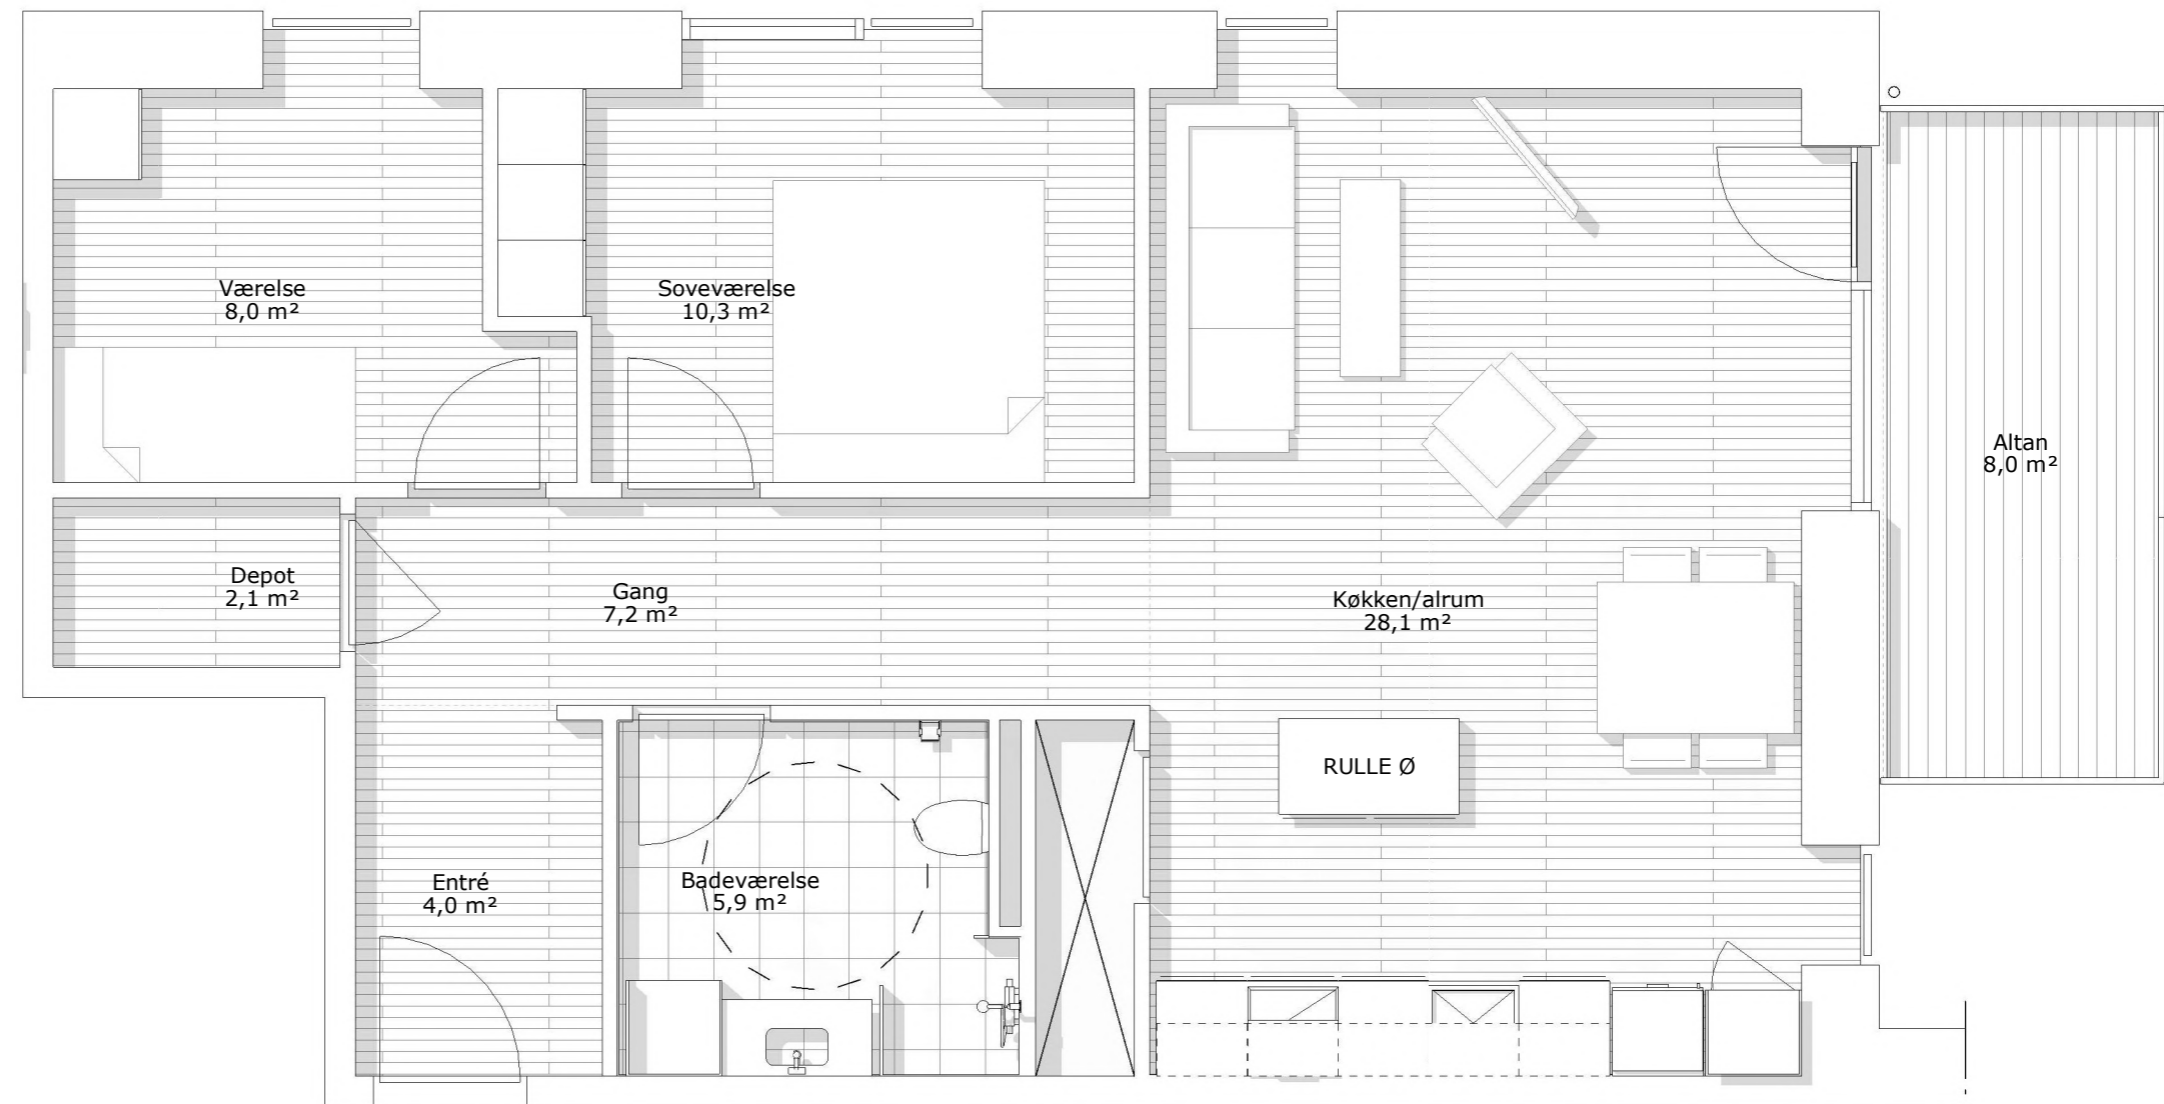 Værelse
8,0 m²
Soveværelse
10,3 m²
Altan
8,0 m²
Depot
2,1 m²
Gang
7,2 m²
Køkken/alrum
28,1 m²
RULLE Ø
Entré
4,0 m²
Badeværelse
5,9 m²